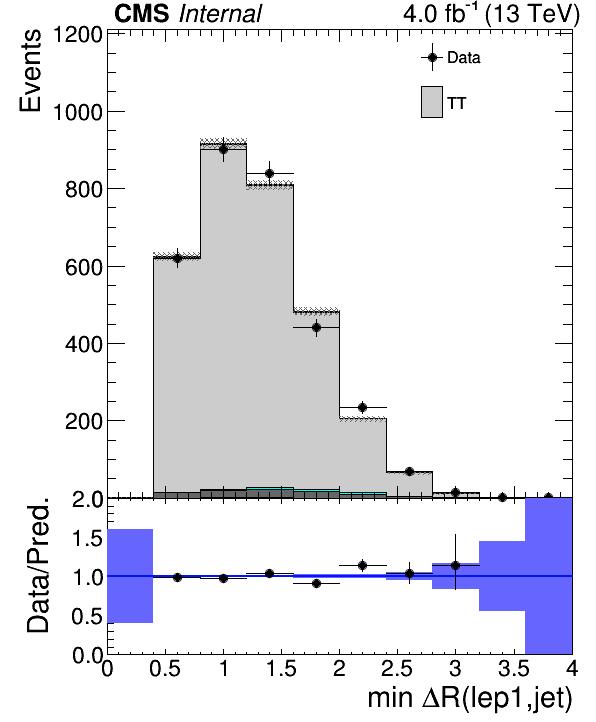 CMS Internal 4.0 fb⁻¹ (13 TeV)
Events
1200
1000
800
600
400
200
Data
TT
Data/Pred.
2.0
1.5
1.0
0.5
0.0
0 0.5 1 1.5 2 2.5 3 3.5 4
min ΔR(lep1,jet)